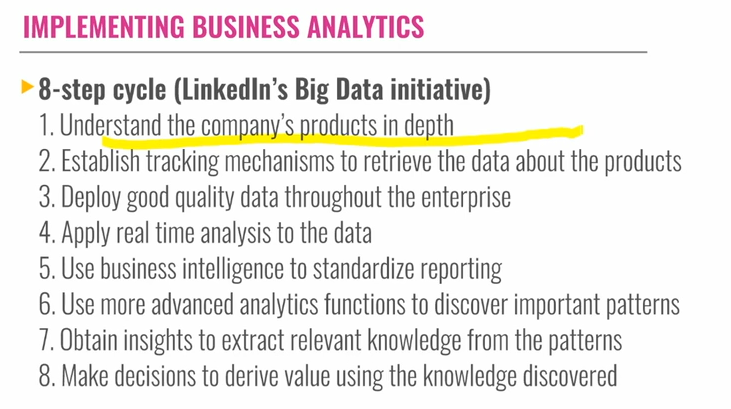 IMPLEMENTING BUSINESS ANALYTICS
8-step cycle (LinkedIn's Big Data initiative)
1. Understand the company's products in depth
2. Establish tracking mechanisms to retrieve the data about the products
3. Deploy good quality data throughout the enterprise
4. Apply real time analysis to the data
5. Use business intelligence to standardize reporting
6. Use more advanced analytics functions to discover important patterns
7. Obtain insights to extract relevant knowledge from the patterns
8. Make decisions to derive value using the knowledge discovered